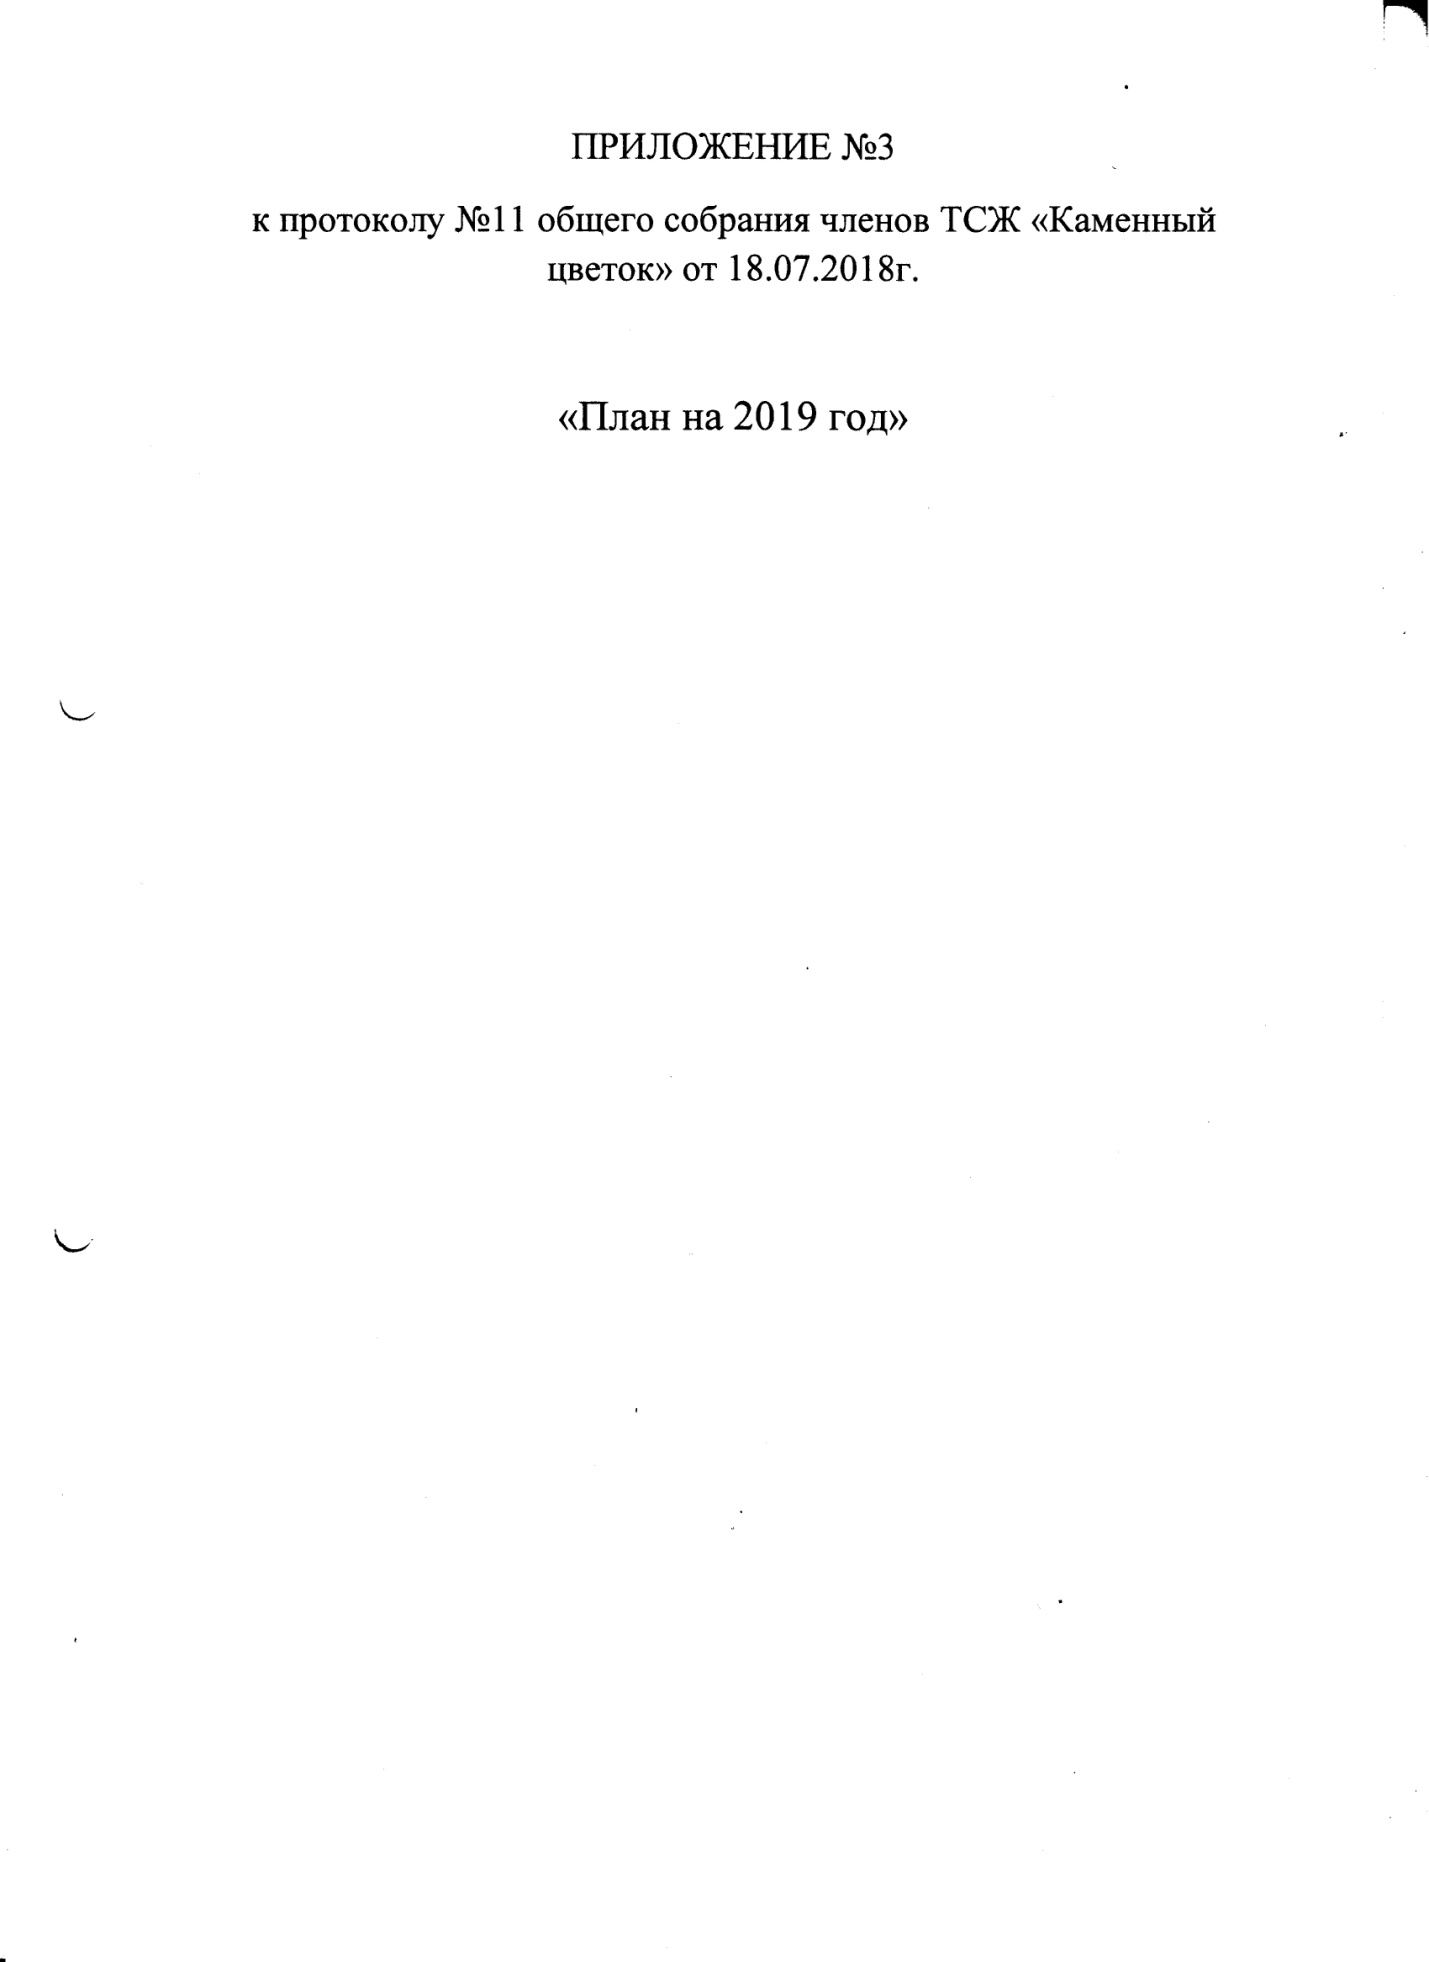 ПРИЛОЖЕНИЕ №3
к протоколу №11 общего собрания членов ТСЖ «Каменный
цветок» от 18.07.2018г.
«План на 2019 год»